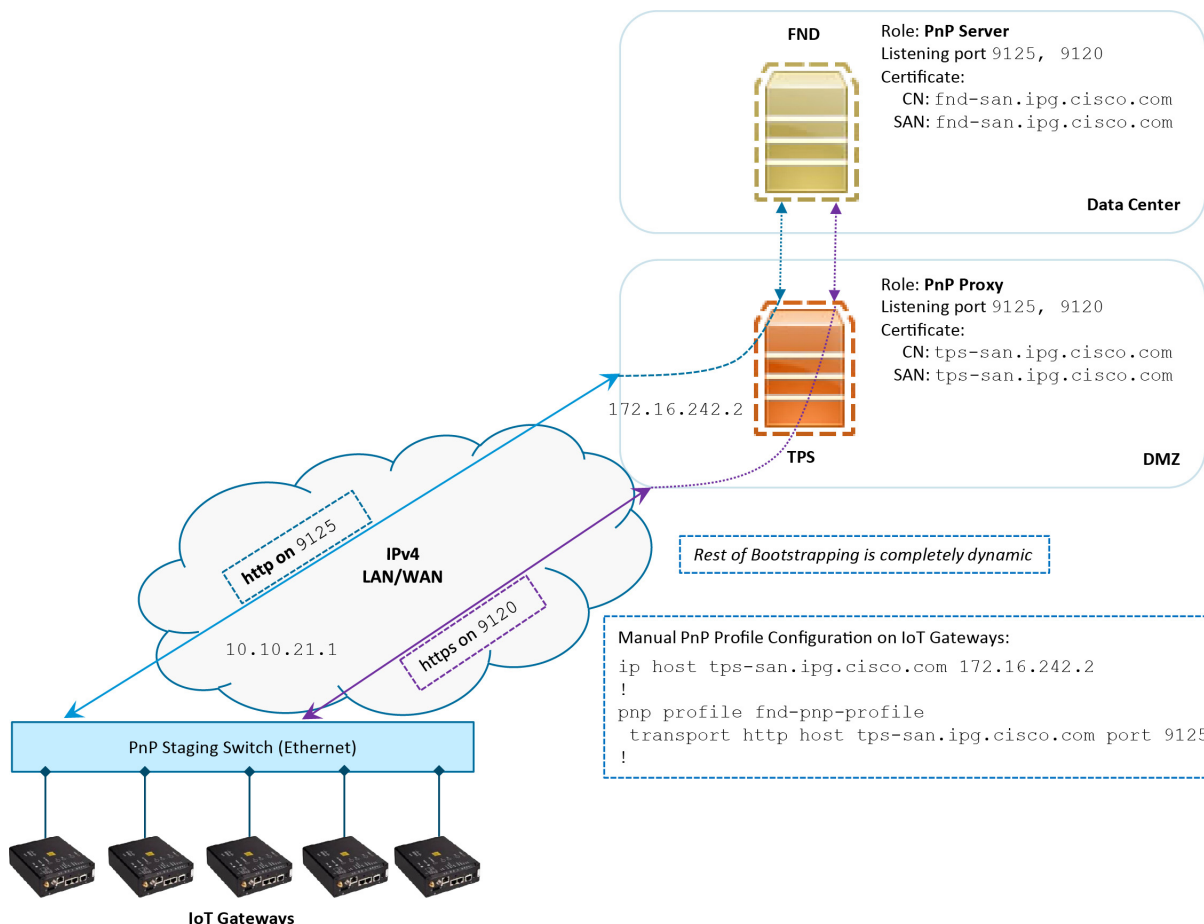 FND
Role: PnP Server
Listening port 9125, 9120
Certificate:
CN: fnd-san.ipg.cisco.com
SAN: fnd-san.ipg.cisco.com
Data Center
Role: PnP Proxy
Listening port 9125, 9120
Certificate:
CN: tps-san.ipg.cisco.com
SAN: tps-san.ipg.cisco.com
172.16.242.2
TPS
DMZ
http on 9125
IPv4
LAN/WAN
https on 9120
10.10.21.1
Rest of Bootstrapping is completely dynamic
Manual PnP Profile Configuration on IoT Gateways:
ip host tps-san.ipg.cisco.com 172.16.242.2
!
pnp profile fnd-pnp-profile
transport http host tps-san.ipg.cisco.com port 9125
!
PnP Staging Switch (Ethernet)
IoT Gateways